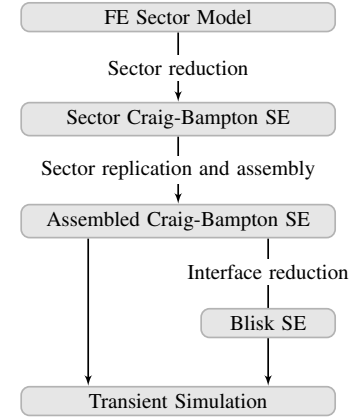 FE Sector Model
Sector reduction
Sector Craig-Bampton SE
Sector replication and assembly
Assembled Craig-Bampton SE
Interface reduction
Blisk SE
Transient Simulation